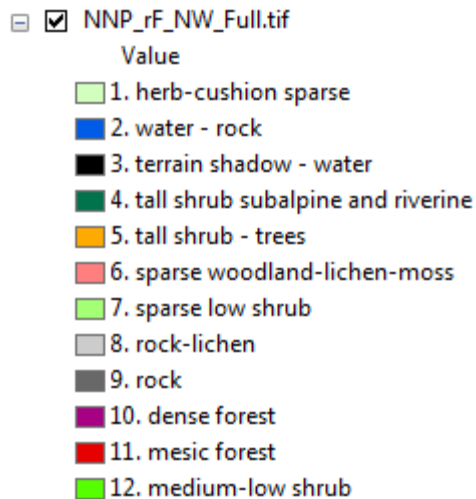 NNP_rF_NW_Full.tif
Value
1. herb-cushion sparse
2. water - rock
3. terrain shadow - water
4. tall shrub subalpine and riverine
5. tall shrub - trees
6. sparse woodland-lichen-moss
7. sparse low shrub
8. rock-lichen
9. rock
10. dense forest
11. mesic forest
12. medium-low shrub